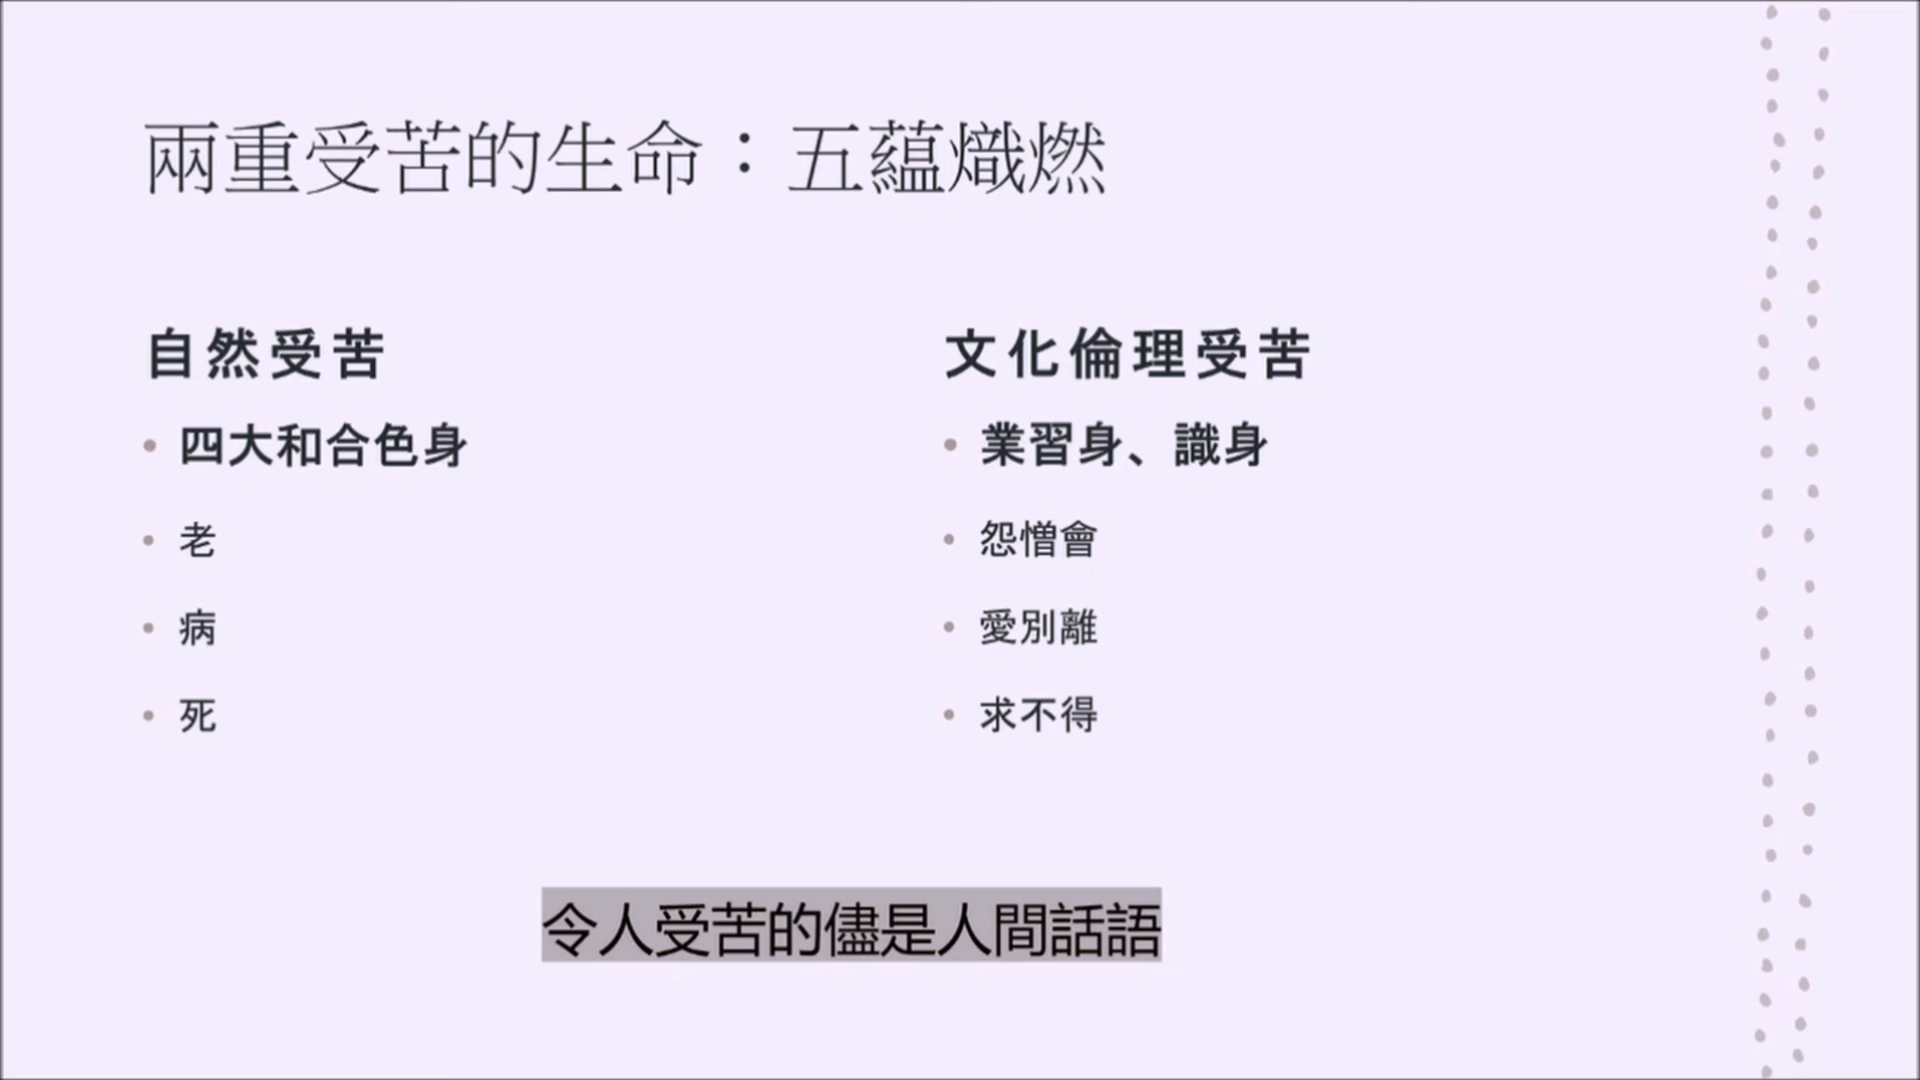 兩重受苦的生命：五蘊熾燃
自然受苦
• 四大和合色身
• 老
• 病
• 死
文化倫理受苦
• 業習身、識身
• 怨憎會
• 愛別離
• 求不得
令人受苦的儘是人間話語